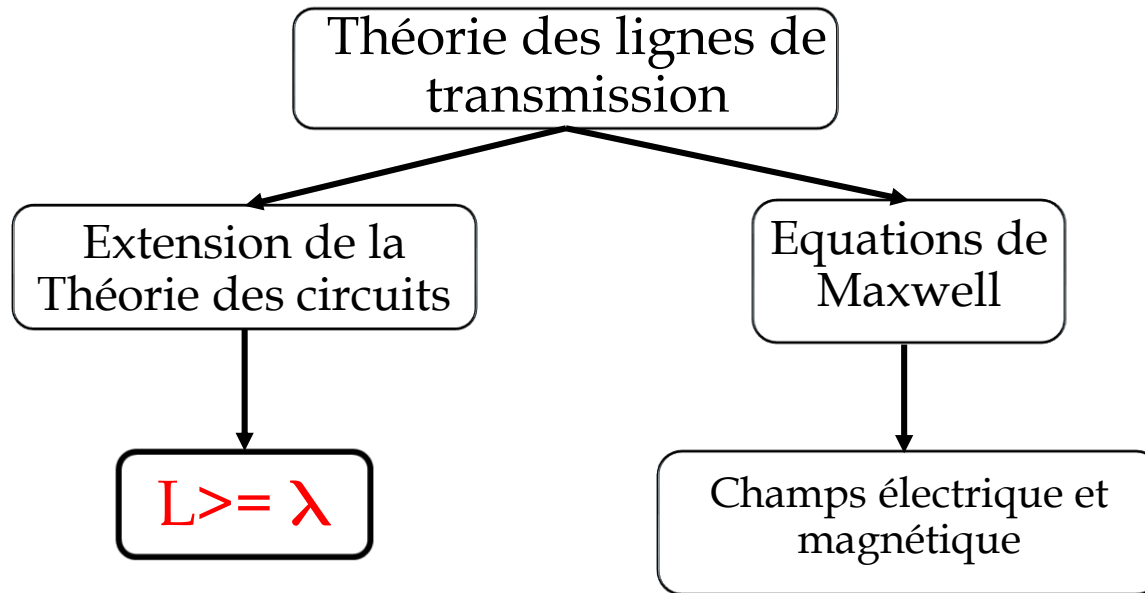 Théorie des lignes de
transmission
Extension de la
Théorie des circuits
Equations de
Maxwell
L>= λ
Champs électrique et
magnétique